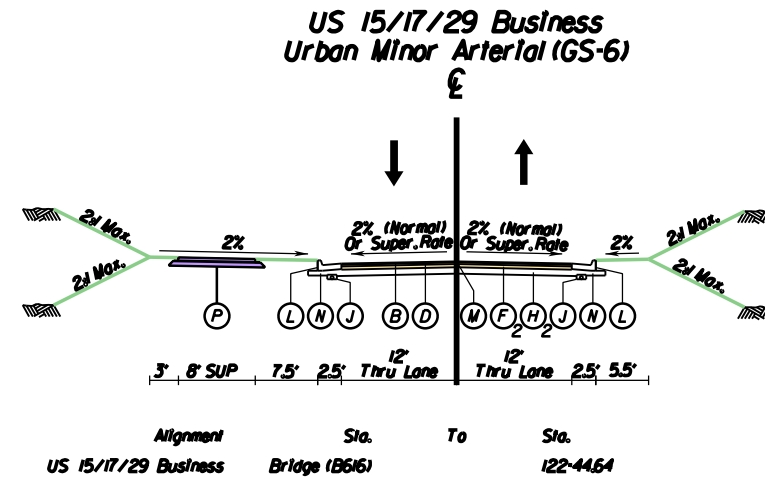 US 15/17/29 Business
Urban Minor Arterial (GS-6)
℄
2:1 Max. 2:1 Max.
2% 2% (Normal) 2% (Normal) 2%
Or Super. Rate Or Super. Rate
2:1 Max. 2:1 Max.
P L N J B D M F2 H2 J N L
12' 12'
3' 8' SUP 7.5' 2.5' Thru Lane Thru Lane 2.5' 5.5'
Alignment Sta. To Sta.
US 15/17/29 Business Bridge (B616) 122+44.64